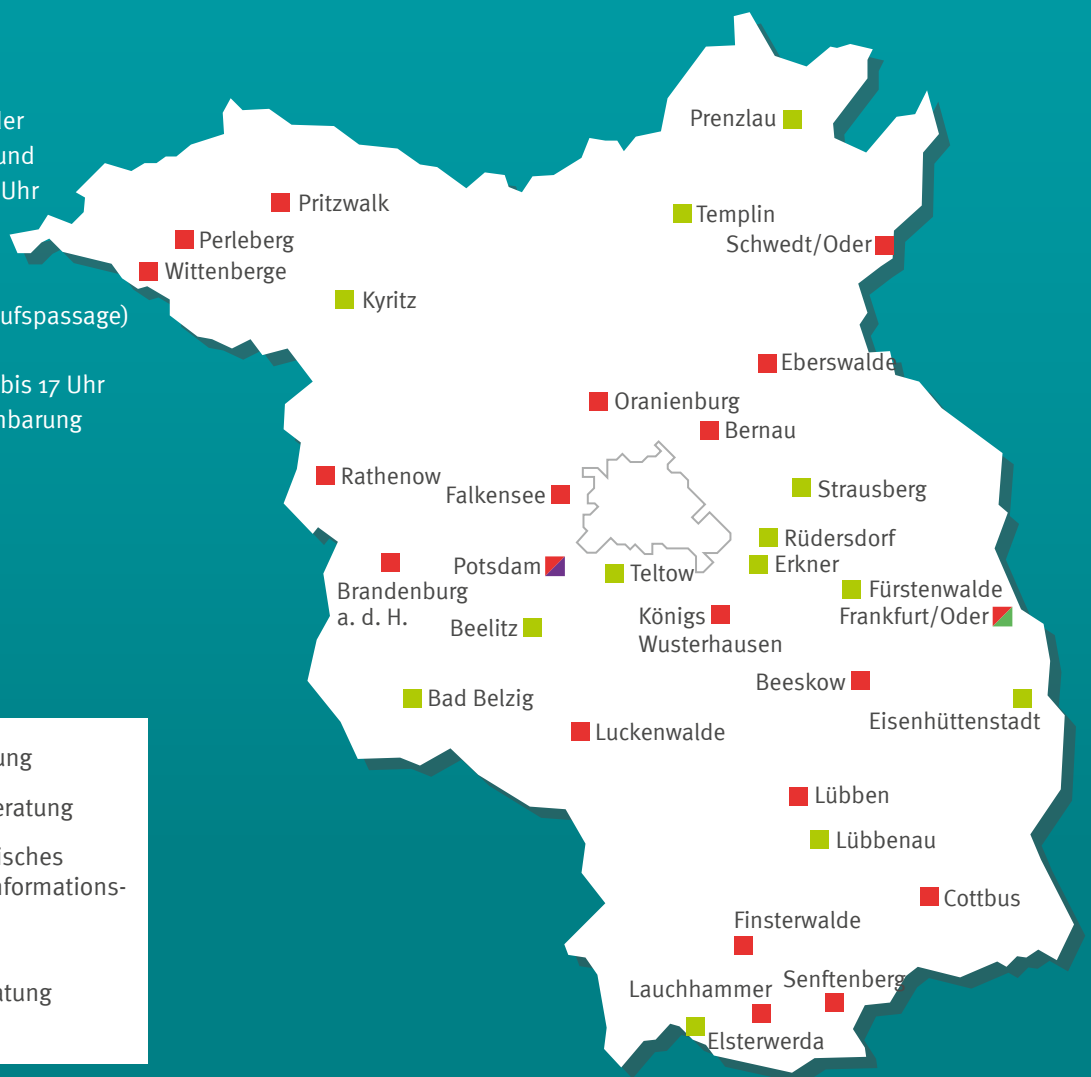 der
und
Uhr
ufspassage)
bis 17 Uhr
nbarung
Prenzlau
Templin
Schwedt/Oder
Pritzwalk
Perleberg
Wittenberge
Kyritz
Eberswalde
Oranienburg
Bernau
Rathenow
Falkensee
Strausberg
Rüdersdorf
Erkner
Potsdam
Teltow
Brandenburg
a. d. H.
Fürstenwalde
Frankfurt/Oder
Beelitz
Königs
Wusterhausen
Beeskow
Bad Belzig
Eisenhüttenstadt
Luckenwalde
Lübben
Lübbenau
Cottbus
Finsterwalde
Senftenberg
Lauchhammer
Elsterwerda
ung
eratung
isches
nformations-
atung